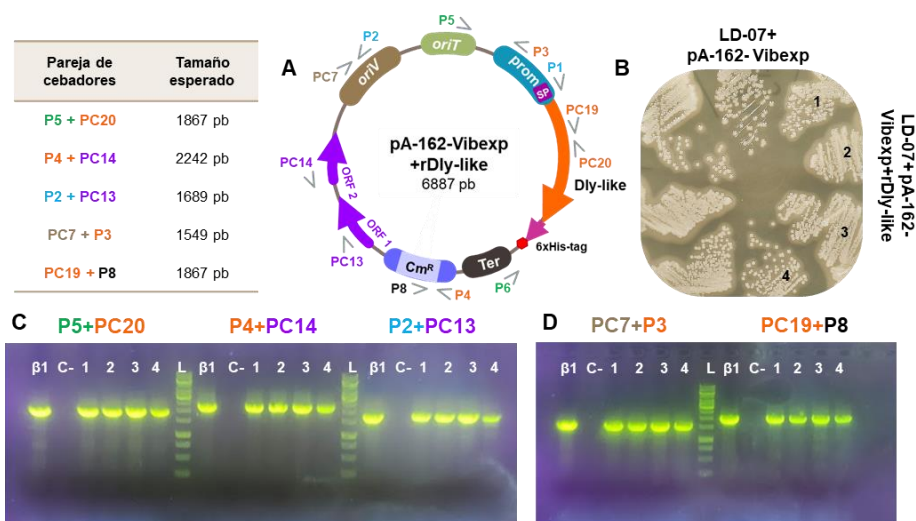 Pareja de
cebadores
Tamaño
esperado
P5 + PC20
1867 pb
P4 + PC14
2242 pb
P2 + PC13
1689 pb
PC7 + P3
1549 pb
PC19 + P8
1867 pb
A
P5
P2
oriT
P3
PC7
oriV
prom
P1
SP
PC19
pA-162-Vibexp
+rDly-like
6887 pb
PC14
ORF 2
PC20
Dly-like
ORF 1
6xHis-tag
PC13
CmR
Ter
P8
P4
P6
B
LD-07+
pA-162- Vibexp
1
2
3
4
LD-07+ pA-162-
Vibexp+rDly-like
C
P5+PC20
P4+PC14
P2+PC13
β1 C- 1 2 3 4 L β1 C- 1 2 3 4 L β1 C- 1 2 3 4
D
PC7+P3
PC19+P8
β1 C- 1 2 3 4 L β1 C- 1 2 3 4